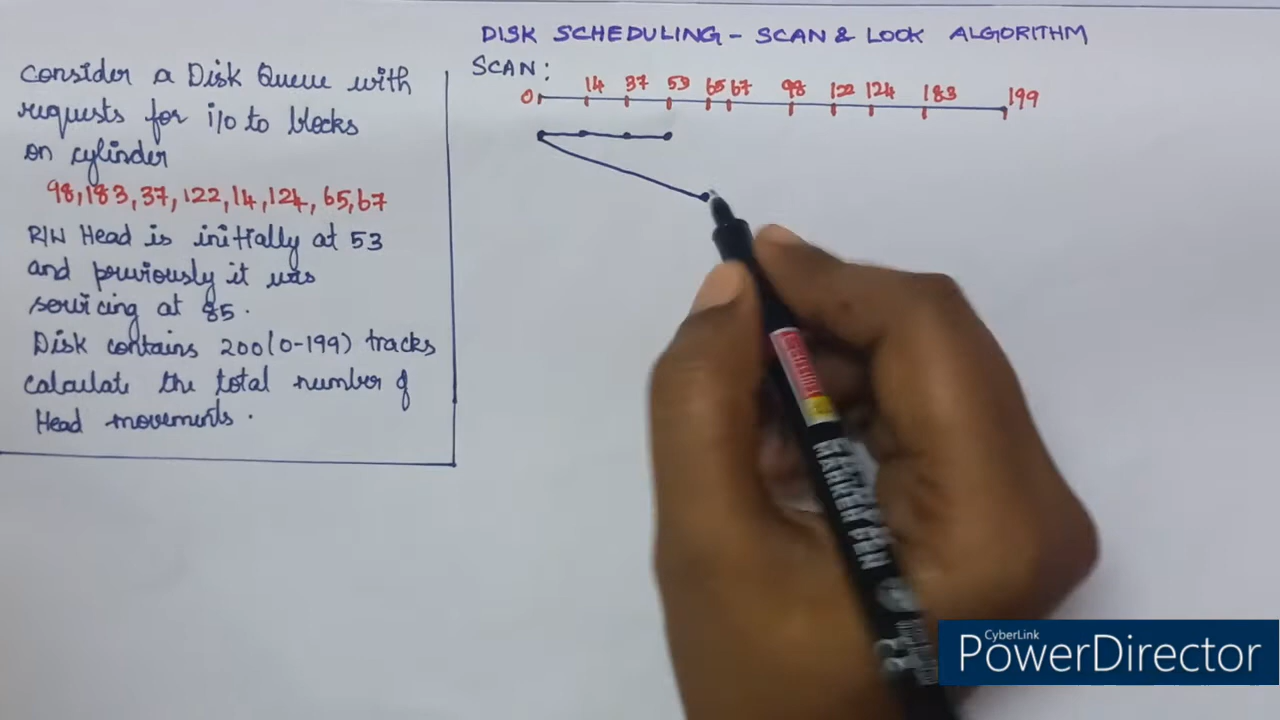 DISK SCHEDULING - SCAN & LOOK ALGORITHM
Consider a Disk Queue with
requests for i/o to blocks
on cylinder
98,183,37,122,14,124,65,67
R/W Head is initially at 53
and previously it was
servicing at 85.
Disk contains 200(0-199) tracks
calculate the total number of
Head movements.
SCAN:
0 14 37 53 65 67 98 122 124 183 199
Camlin
MARKER PEN
CyberLink
PowerDirector